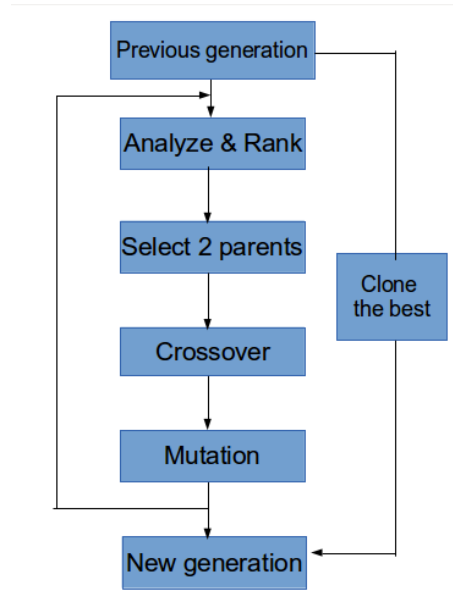 Previous generation
Analyze & Rank
Select 2 parents
Clone
the best
Crossover
Mutation
New generation